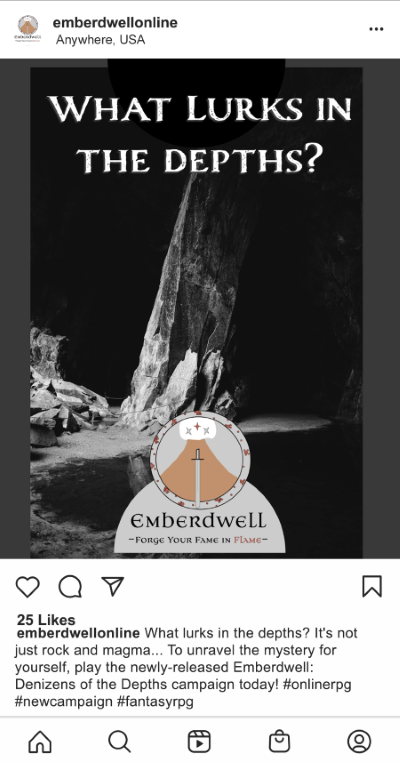 emberdwellonline
Anywhere, USA
What Lurks in
the depths?
Emberdwell
-Forge Your Fame in Flame-
25 Likes
emberdwellonline What lurks in the depths? It's not
just rock and magma... To unravel the mystery for
yourself, play the newly-released Emberdwell:
Denizens of the Depths campaign today! #onlinerpg
#newcampaign #fantasyrpg